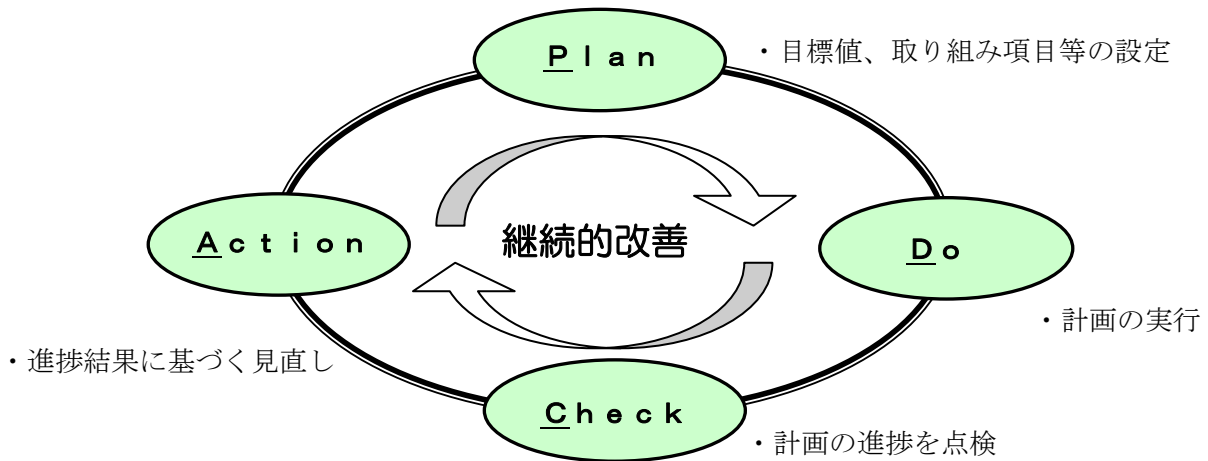 Ｐｌａｎ
・目標値、取り組み項目等の設定
Ａｃｔｉｏｎ
継続的改善
Ｄｏ
・計画の実行
・進捗結果に基づく見直し
Ｃｈｅｃｋ
・計画の進捗を点検